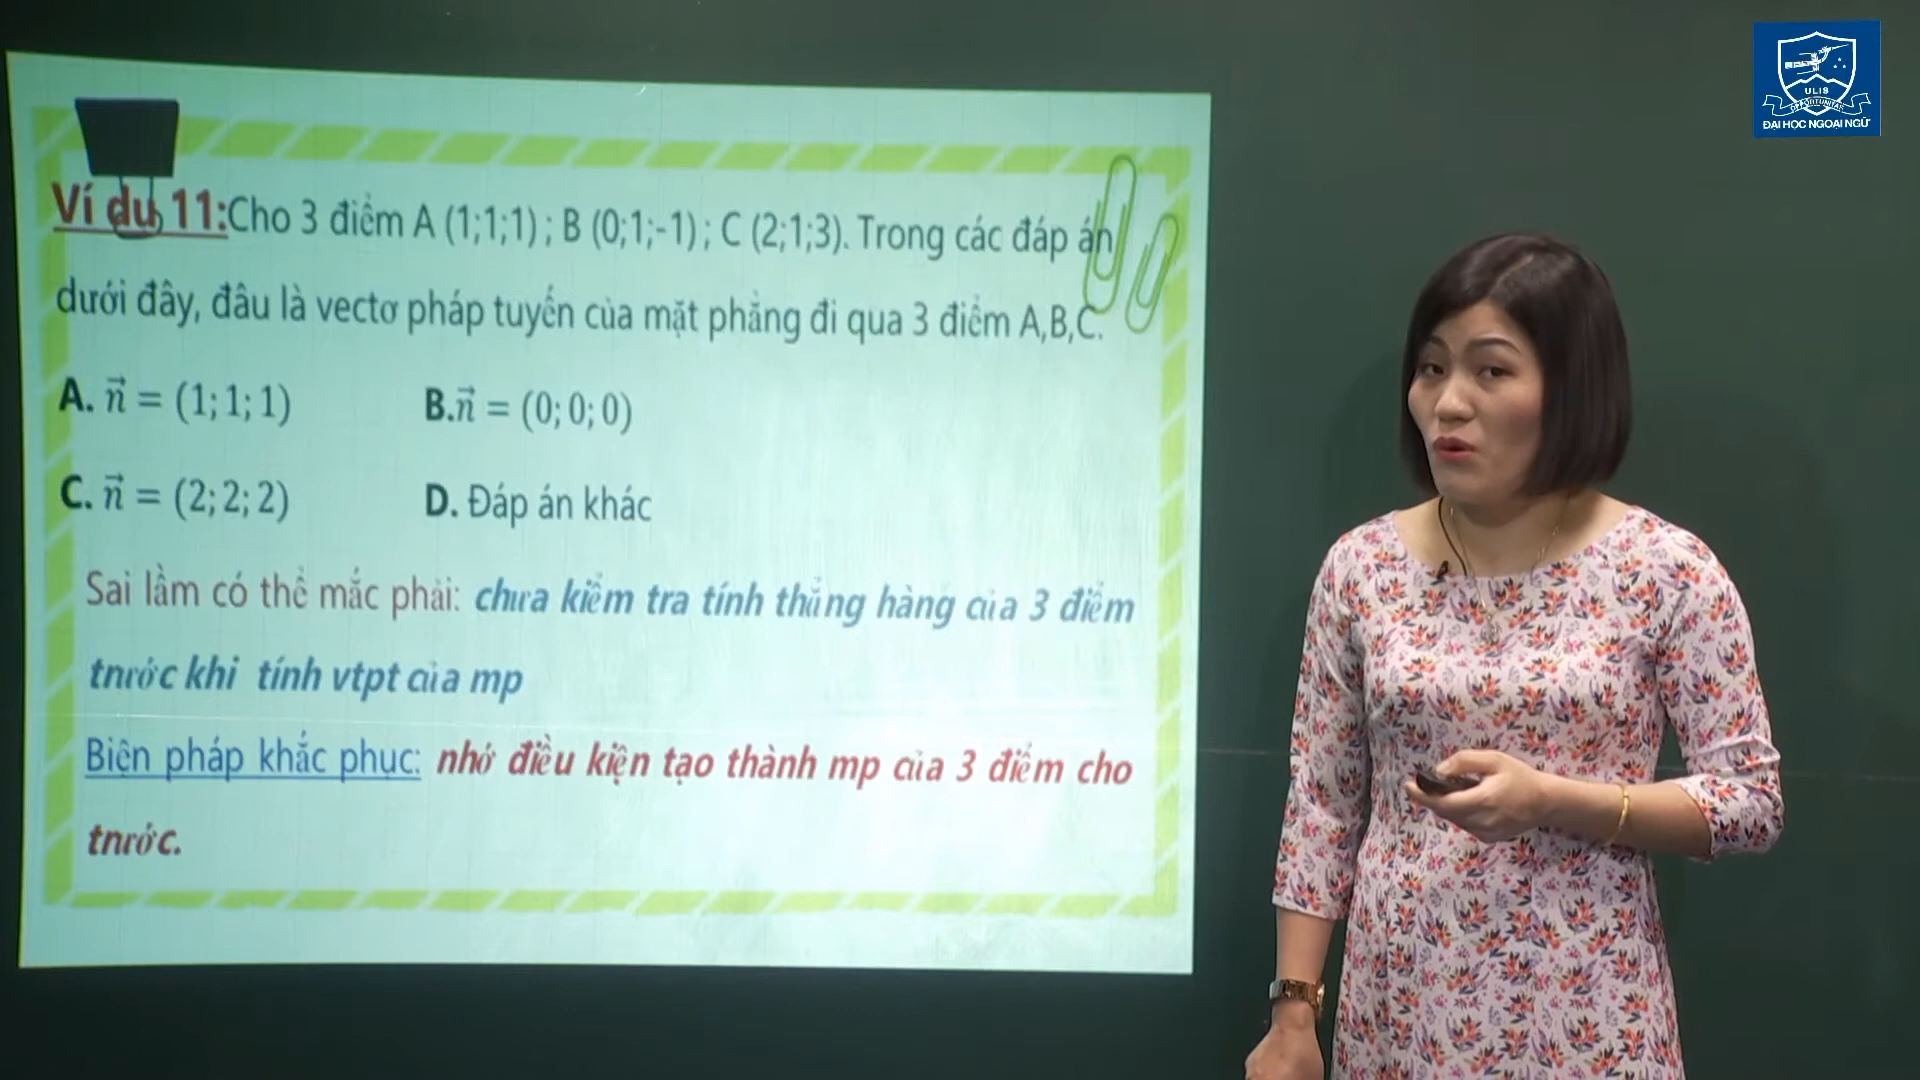 ULIS
OPPORTUNITAS
ĐẠI HỌC NGOẠI NGỮ
Ví dụ 11:Cho 3 điểm A (1;1;1) ; B (0;1;-1) ; C (2;1;3). Trong các đáp án
dưới đây, đâu là vectơ pháp tuyến của mặt phẳng đi qua 3 điểm A,B,C.
A. n⃗ = (1; 1; 1) B.n⃗ = (0; 0; 0)
C. n⃗ = (2; 2; 2) D. Đáp án khác
Sai lầm có thể mắc phải: chưa kiểm tra tính thẳng hàng của 3 điểm
trước khi tính vtpt của mp
Biện pháp khắc phục: nhớ điều kiện tạo thành mp của 3 điểm cho
trước.